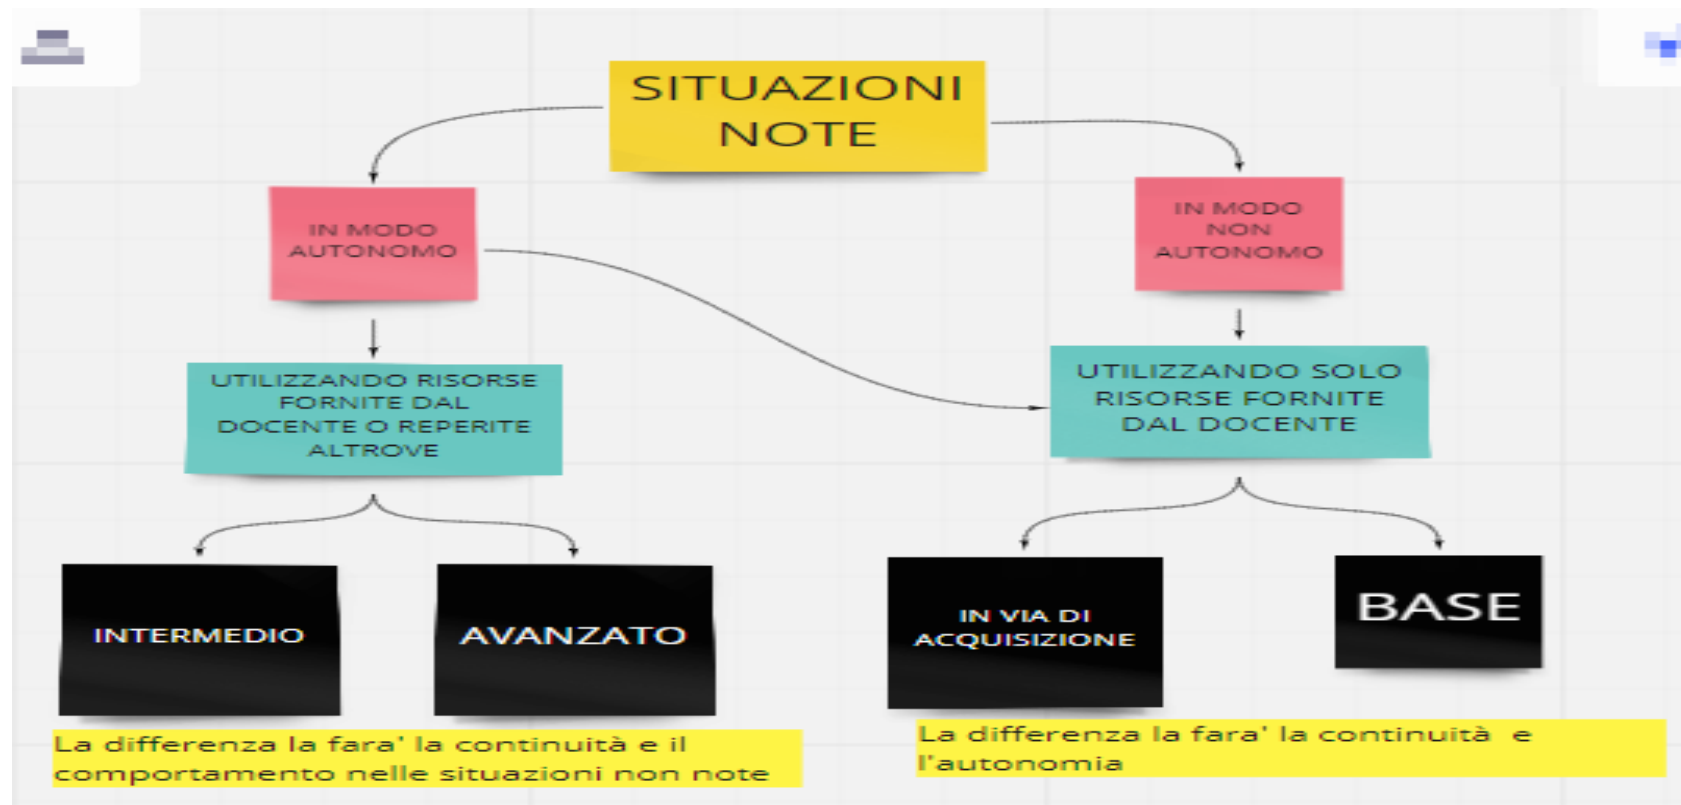 SITUAZIONI
NOTE
IN MODO
AUTONOMO
IN MODO
NON
AUTONOMO
UTILIZZANDO RISORSE
FORNITE DAL
DOCENTE O REPERITE
ALTROVE
UTILIZZANDO SOLO
RISORSE FORNITE
DAL DOCENTE
INTERMEDIO
AVANZATO
IN VIA DI
ACQUISIZIONE
BASE
La differenza la fara' la continuità e il
comportamento nelle situazioni non note
La differenza la fara' la continuità e
l'autonomia